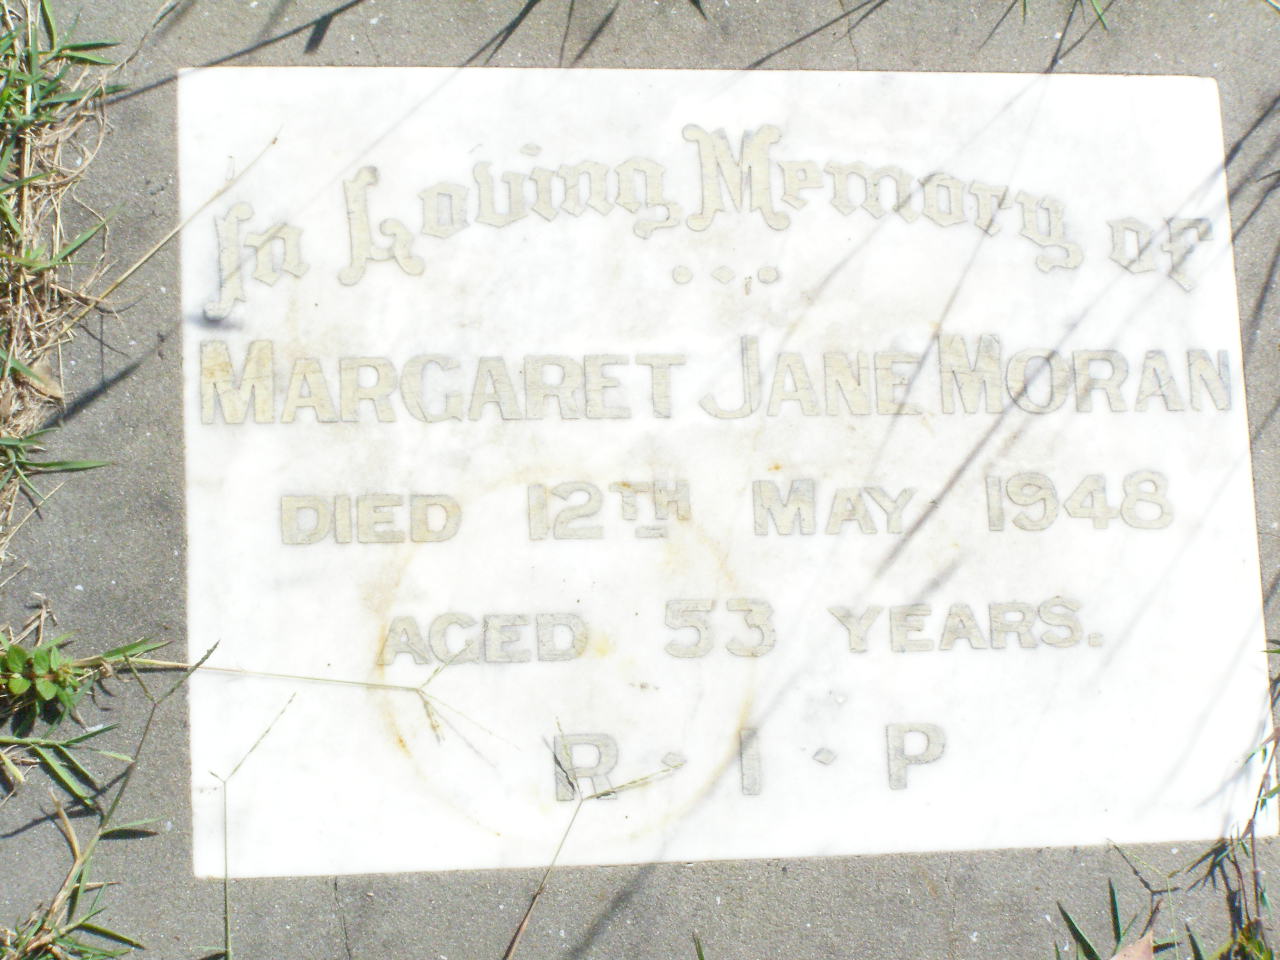 In Loving Memory of
MARGARET JANE MORAN
DIED 12TH MAY 1948
AGED 53 YEARS.
R · I · P